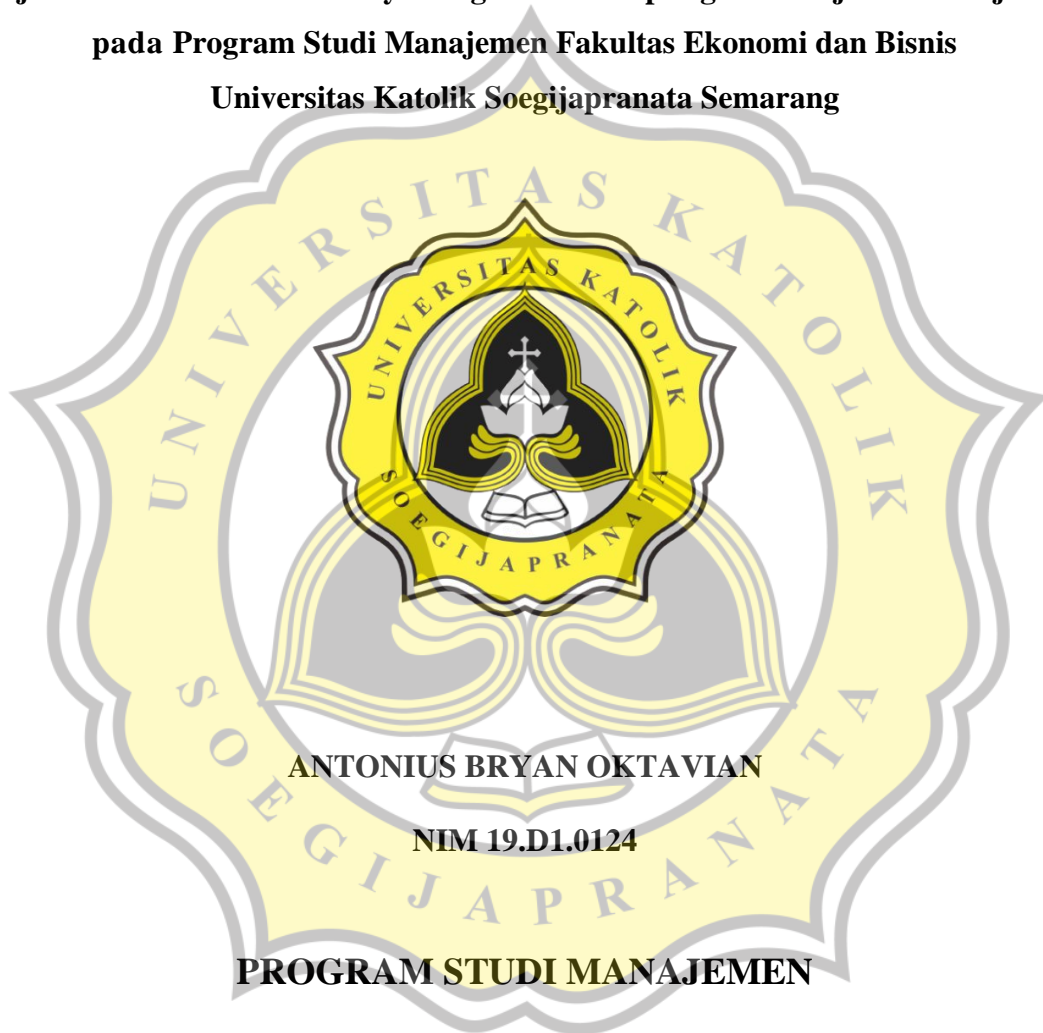 pada Program Studi Manajemen Fakultas Ekonomi dan Bisnis
Universitas Katolik Soegijapranata Semarang
UNIVERSITAS KATOLIK
UNIVERSITAS KATOLIK
SOEGIJAPRANATA
SOEGIJAPRANATA
ANTONIUS BRYAN OKTAVIAN
NIM 19.D1.0124
PROGRAM STUDI MANAJEMEN